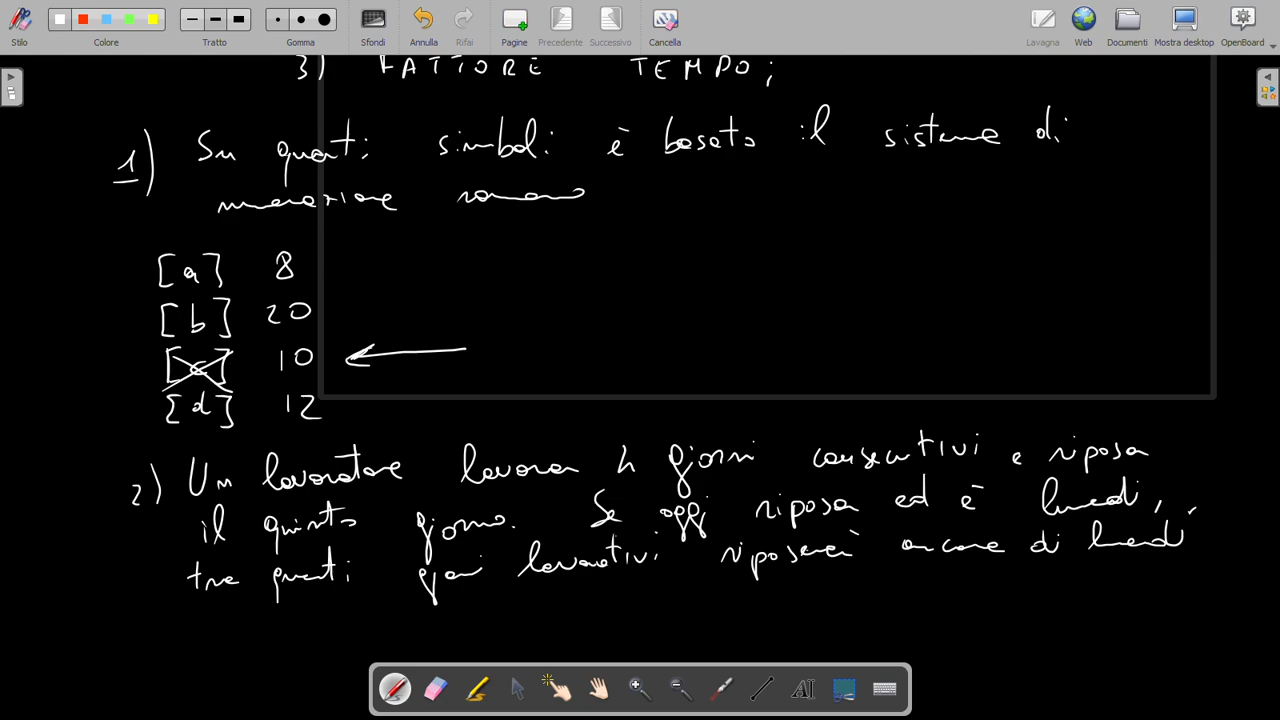 Stilo Colore Tratto Gomma Sfondi Annulla Rifai Pagine Precedente Successivo Cancella Lavagna Web Documenti Mostra desktop OpenBoard
3) FATTORE TEMPO;
1) Su quanti simboli è basato il sistema di
numerazione romano
[a] 8
[b] 20
[c] 10
[d] 12
2) Un lavoratore lavora 4 giorni consecutivi e riposa
il quinto giorno. Se oggi riposa ed è lunedì,
tra quanti giorni lavorativi riposerà ancora di lunedì